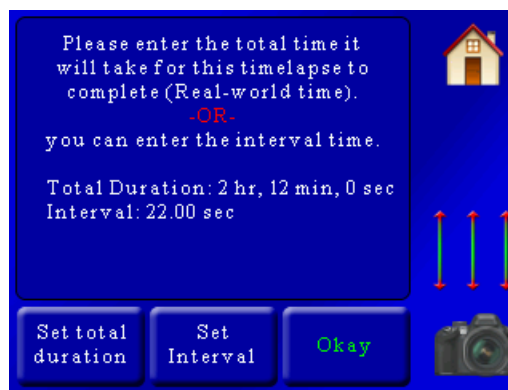 Please enter the total time it
will take for this timelapse to
complete (Real-world time).
-OR-
you can enter the interval time.
Total Duration: 2 hr, 12 min, 0 sec
Interval: 22.00 sec
Set total
duration
Set
Interval
Okay